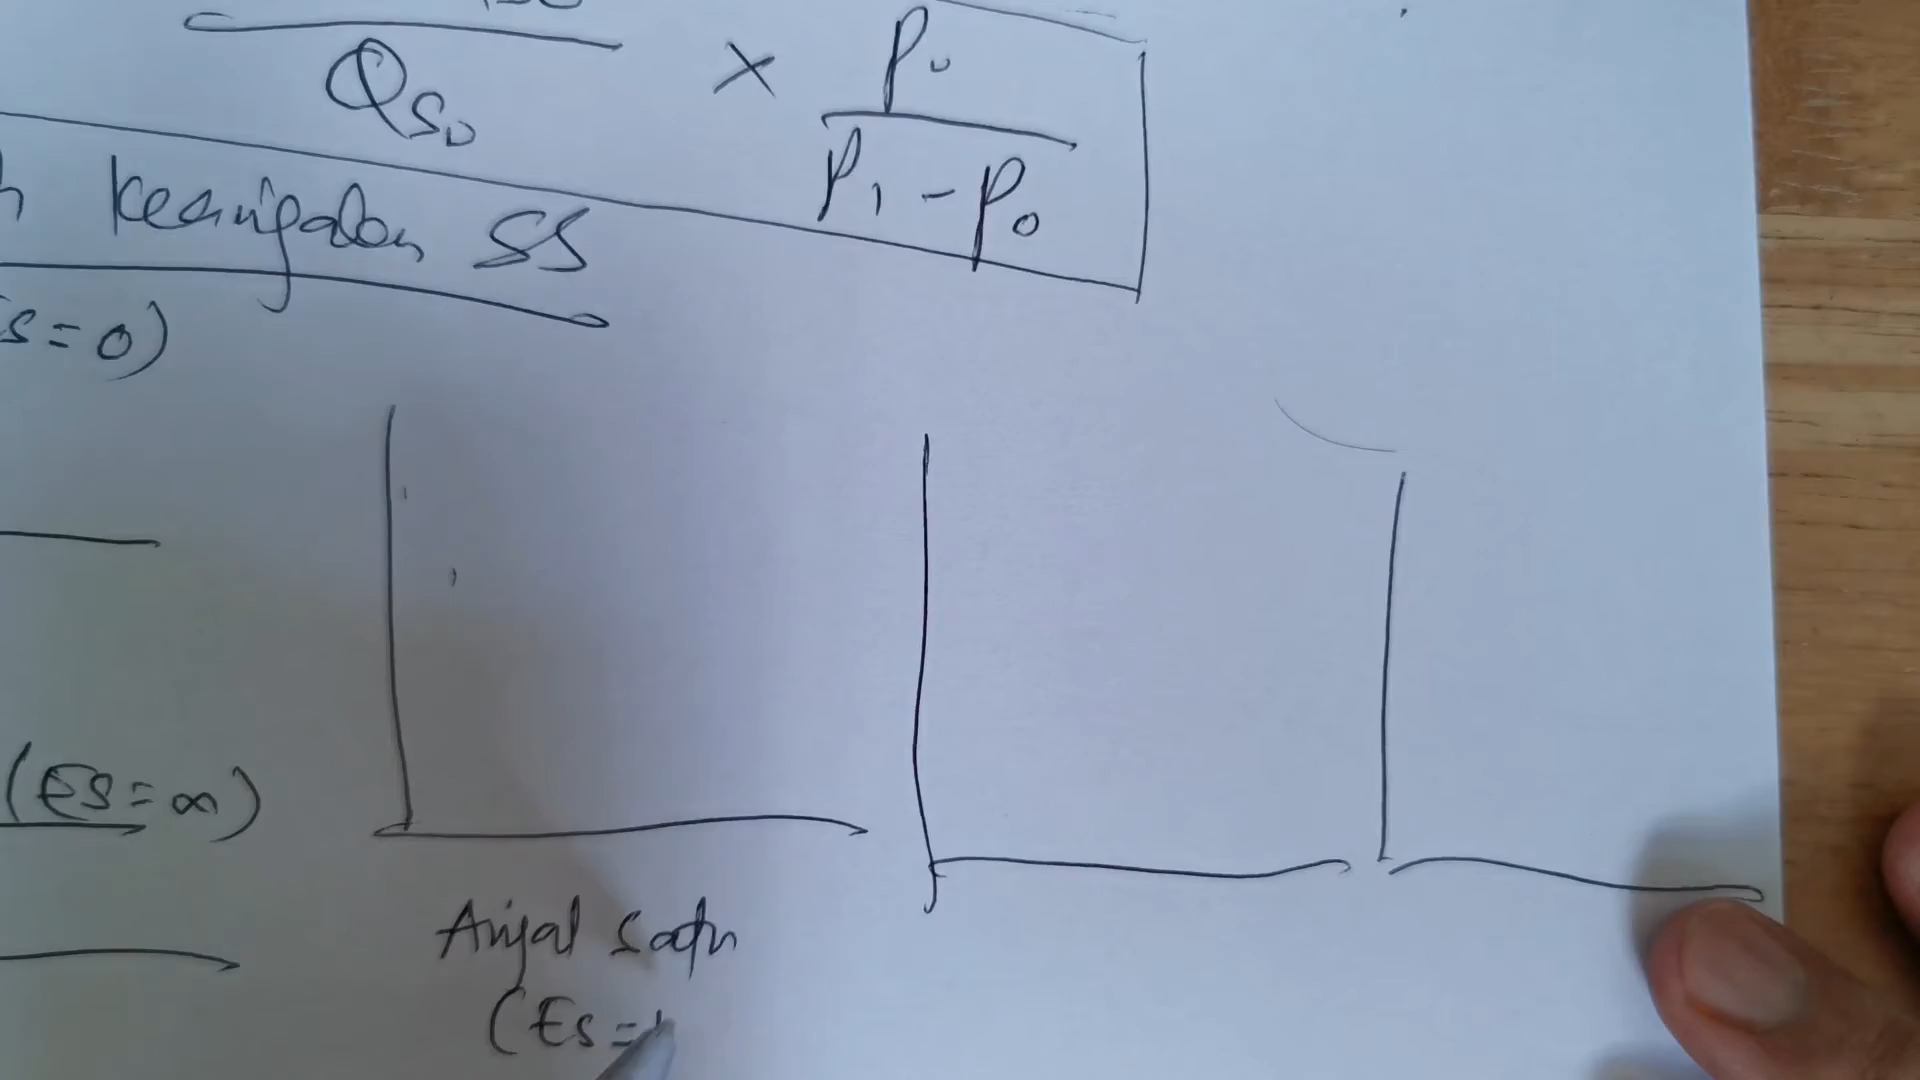 Qs₀ × P₀ / P₁ - P₀
keanjalan SS
s = 0)
(Es = ∞)
Anjal satu
(Es =